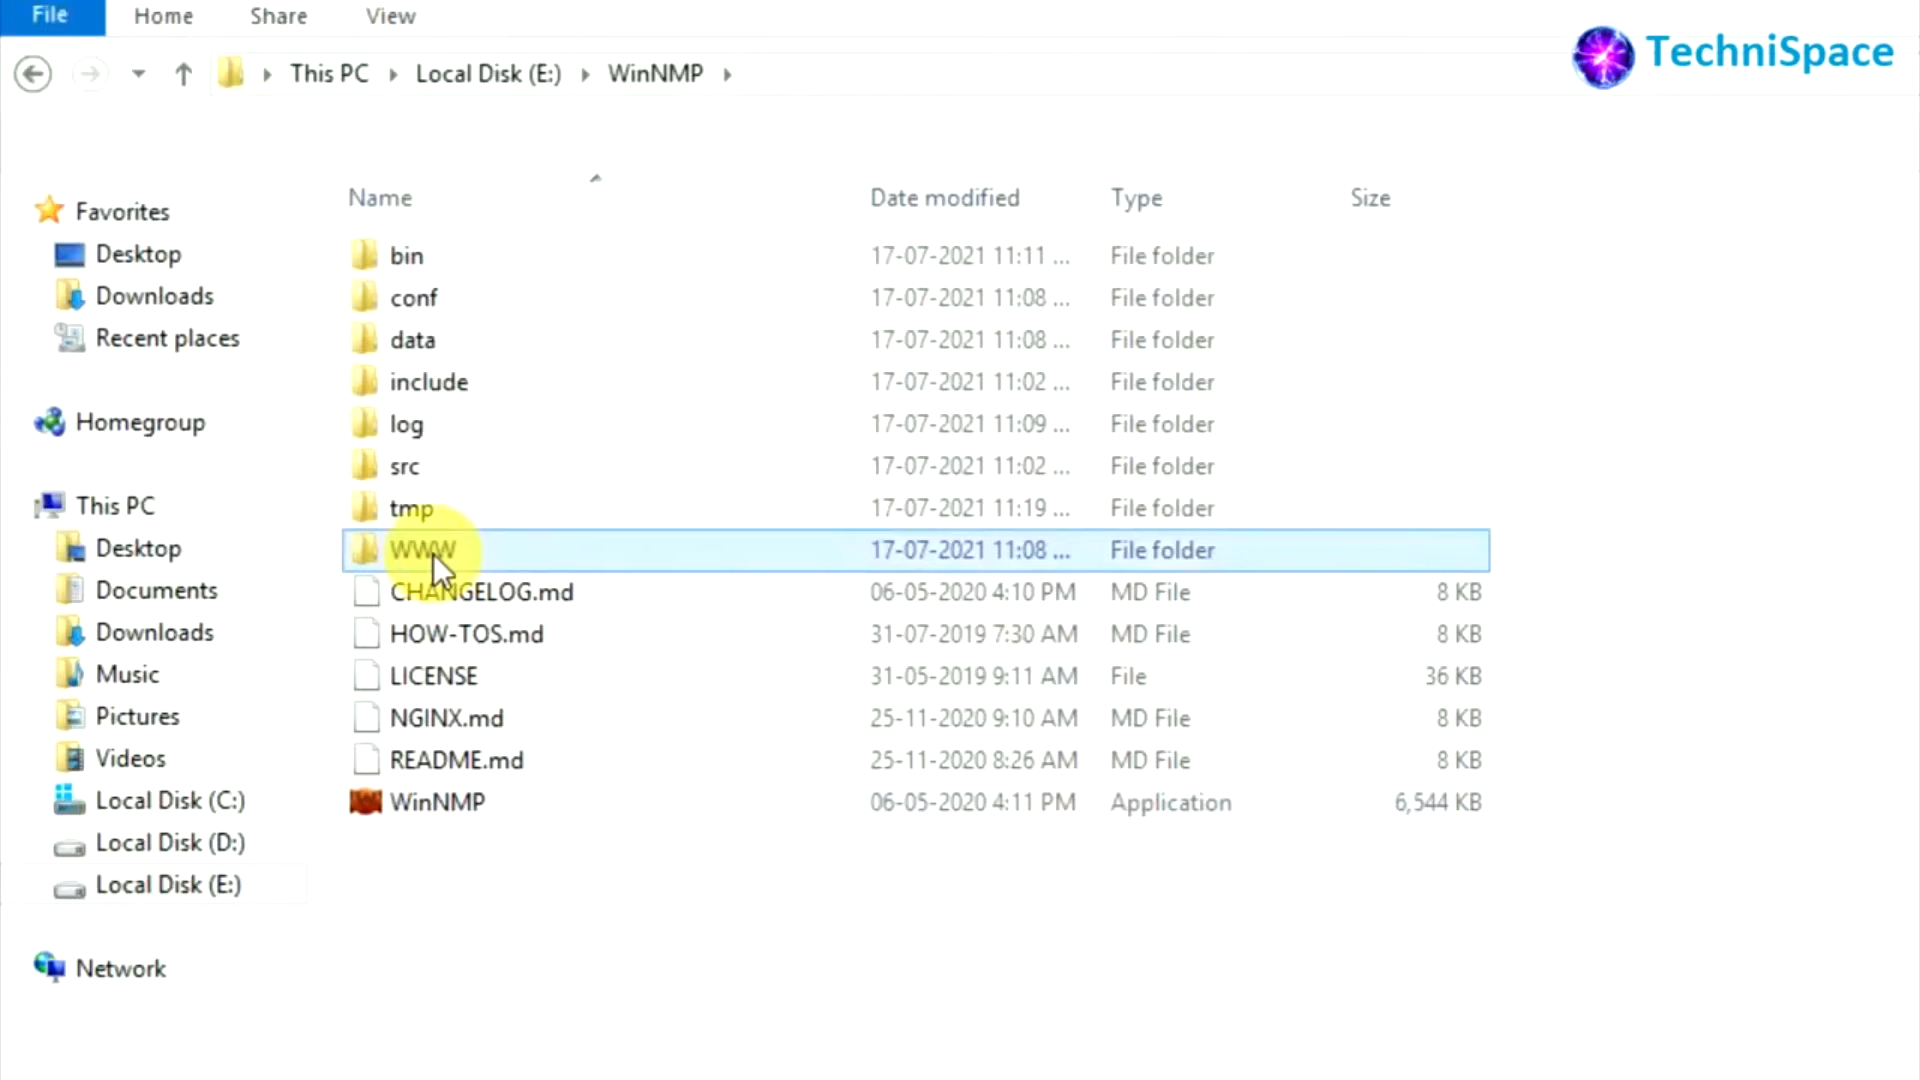 File Home Share View
TechniSpace
This PC Local Disk (E:) WinNMP
Name Date modified Type Size
Favorites
Desktop
Downloads
Recent places
Homegroup
This PC
Desktop
Documents
Downloads
Music
Pictures
Videos
Local Disk (C:)
Local Disk (D:)
Local Disk (E:)
Network
bin 17-07-2021 11:11 ... File folder
conf 17-07-2021 11:08 ... File folder
data 17-07-2021 11:08 ... File folder
include 17-07-2021 11:02 ... File folder
log 17-07-2021 11:09 ... File folder
src 17-07-2021 11:02 ... File folder
tmp 17-07-2021 11:19 ... File folder
WWW 17-07-2021 11:08 ... File folder
CHANGELOG.md 06-05-2020 4:10 PM MD File 8 KB
HOW-TOS.md 31-07-2019 7:30 AM MD File 8 KB
LICENSE 31-05-2019 9:11 AM File 36 KB
NGINX.md 25-11-2020 9:10 AM MD File 8 KB
README.md 25-11-2020 8:26 AM MD File 8 KB
WinNMP 06-05-2020 4:11 PM Application 6,544 KB